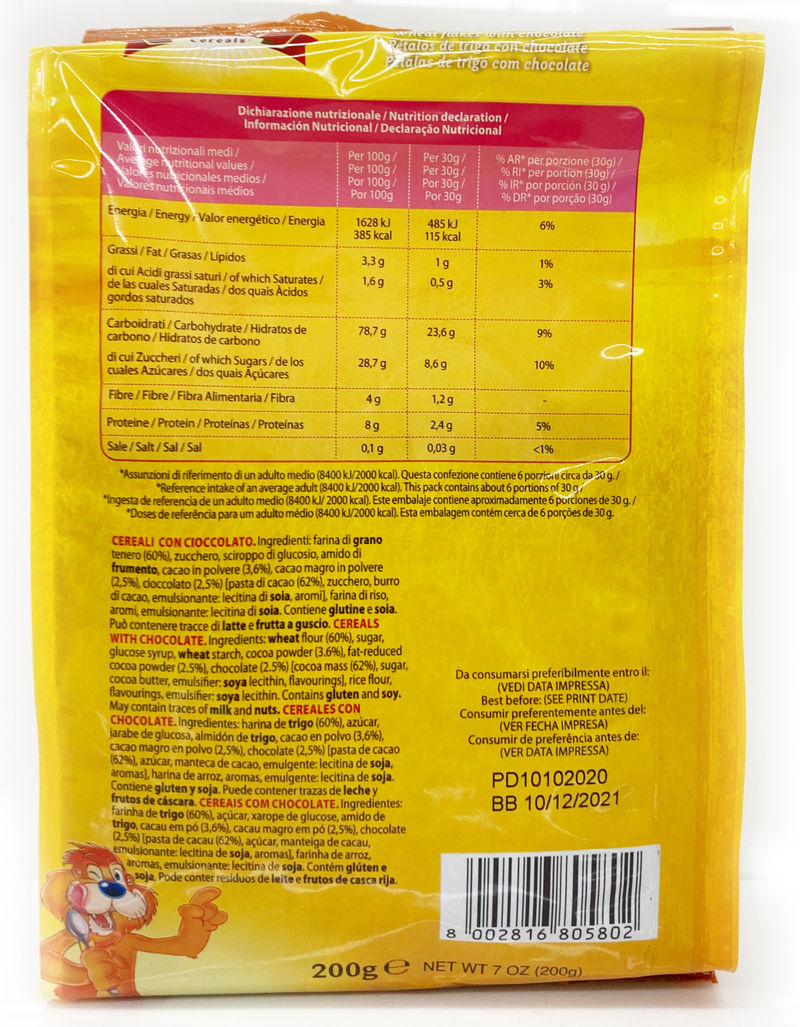 cereals
wheat flakes with chocolate
Pétalos de trigo con chocolate
Pétalas de trigo com chocolate
Dichiarazione nutrizionale / Nutrition declaration /
Información Nutricional / Declaração Nutricional
Valori nutrizionali medi /
Average nutritional values /
Valores nutricionales medios /
Valores nutricionais médios
Per 100g /
Per 100g /
Por 100g /
Por 100g
Per 30g /
Per 30g /
Por 30g /
Por 30g
% AR* per porzione (30g) /
% RI* per portion (30g) /
% IR* por porción (30 g) /
% DR* por porção (30g)
Energia / Energy / Valor energético / Energia
1628 kJ
385 kcal
485 kJ
115 kcal
6%
Grassi / Fat / Grasas / Lípidos
3,3 g
1 g
1%
di cui Acidi grassi saturi / of which Saturates /
de las cuales Saturadas / dos quais Ácidos
gordos saturados
1,6 g
0,5 g
3%
Carboidrati / Carbohydrate / Hidratos de
carbono / Hidratos de carbono
78,7 g
23,6 g
9%
di cui Zuccheri / of which Sugars / de los
cuales Azúcares / dos quais Açúcares
28,7 g
8,6 g
10%
Fibre / Fibre / Fibra Alimentaria / Fibra
4 g
1,2 g
-
Proteine / Protein / Proteínas / Proteínas
8 g
2,4 g
5%
Sale / Salt / Sal / Sal
0,1 g
0,03 g
<1%
*Assunzioni di riferimento di un adulto medio (8400 kJ/2000 kcal). Questa confezione contiene 6 porzioni circa da 30 g. /
*Reference intake of an average adult (8400 kJ/2000 kcal). This pack contains about 6 portions of 30 g. /
*Ingesta de referencia de un adulto medio (8400 kJ/ 2000 kcal). Este embalaje contiene aproximadamente 6 porciones de 30 g. /
*Doses de referência para um adulto médio (8400 kJ/2000 kcal). Esta embalagem contém cerca de 6 porções de 30 g.
CEREALI CON CIOCCOLATO. Ingredienti: farina di grano
tenero (60%), zucchero, sciroppo di glucosio, amido di
frumento, cacao in polvere (3,6%), cacao magro in polvere
(2,5%), cioccolato (2,5%) [pasta di cacao (62%), zucchero, burro
di cacao, emulsionante: lecitina di soia, aromi], farina di riso,
aromi, emulsionante: lecitina di soia. Contiene glutine e soia.
Può contenere tracce di latte e frutta a guscio. CEREALS
WITH CHOCOLATE. Ingredients: wheat flour (60%), sugar,
glucose syrup, wheat starch, cocoa powder (3.6%), fat-reduced
cocoa powder (2.5%), chocolate (2.5%) [cocoa mass (62%), sugar,
cocoa butter, emulsifier: soya lecithin, flavourings], rice flour,
flavourings, emulsifier: soya lecithin. Contains gluten and soy.
May contain traces of milk and nuts. CEREALES CON
CHOCOLATE. Ingredientes: harina de trigo (60%), azúcar,
jarabe de glucosa, almidón de trigo, cacao en polvo (3,6%),
cacao magro en polvo (2,5%), chocolate (2,5%) [pasta de cacao
(62%), azúcar, manteca de cacao, emulgente: lecitina de soja,
aromas], harina de arroz, aromas, emulgente: lecitina de soja.
Contiene gluten y soja. Puede contener trazas de leche y
frutos de cáscara. CEREAIS COM CHOCOLATE. Ingredientes:
farinha de trigo (60%), açúcar, xarope de glucose, amido de
trigo, cacau em pó (3,6%), cacau magro em pó (2,5%), chocolate
(2,5%) [pasta de cacau (62%), açúcar, manteiga de cacau,
emulsionante: lecitina de soja, aromas], farinha de arroz,
aromas, emulsionante: lecitina de soja. Contém glúten e
soja. Pode conter resíduos de leite e frutos de casca rija.
Da consumarsi preferibilmente entro il:
(VEDI DATA IMPRESSA)
Best before: (SEE PRINT DATE)
Consumir preferentemente antes del:
(VER FECHA IMPRESA)
Consumir de preferência antes de:
(VER DATA IMPRESSA)
PD10102020
BB 10/12/2021
8 002816 805802
200g e NET WT 7 OZ (200g)